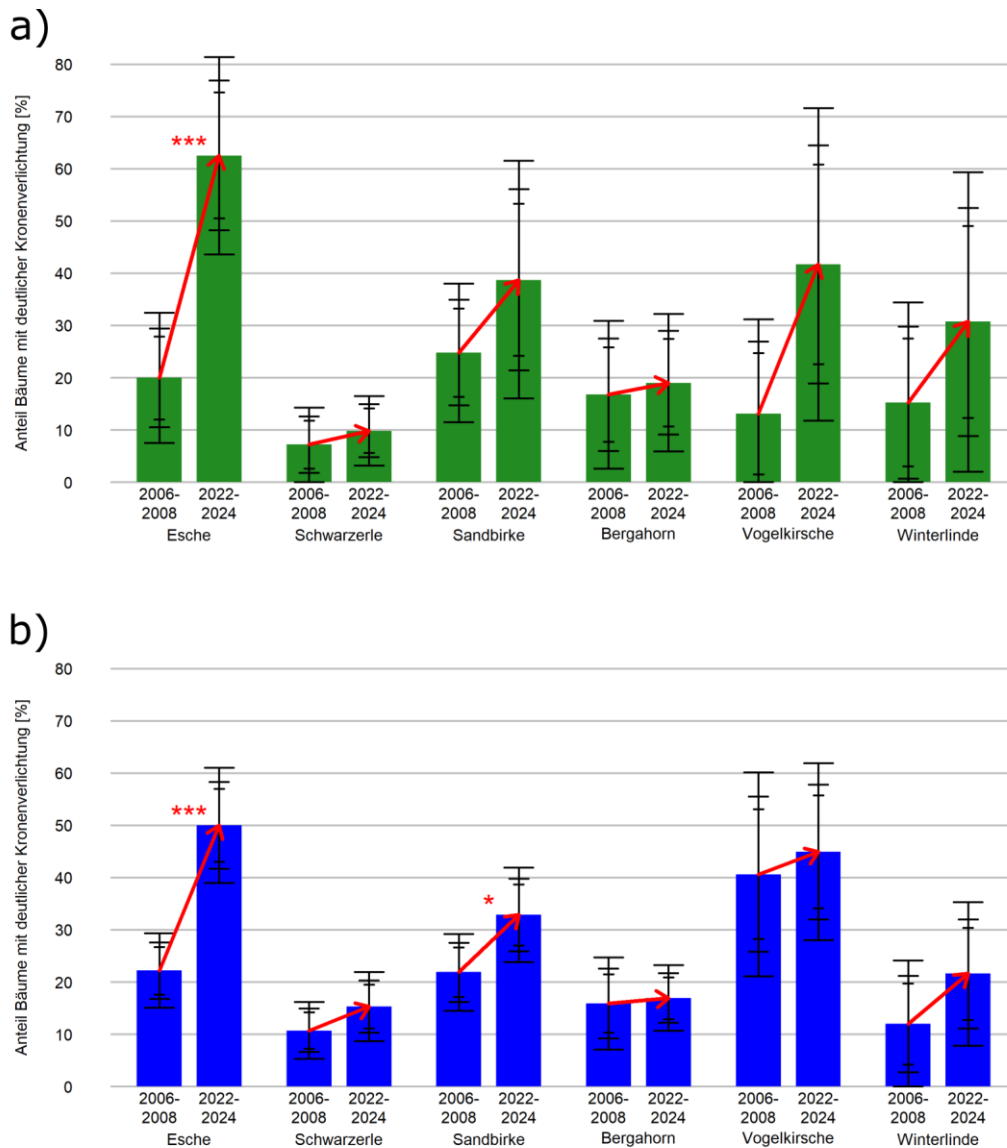 a)
Anteil Bäume mit deutlicher Kronenverlichtung [%]
80
70
60
50
40
30
20
10
0
***
2006-2008 2022-2024 2006-2008 2022-2024 2006-2008 2022-2024 2006-2008 2022-2024 2006-2008 2022-2024 2006-2008 2022-2024
Esche Schwarzerle Sandbirke Bergahorn Vogelkirsche Winterlinde
b)
Anteil Bäume mit deutlicher Kronenverlichtung [%]
80
70
60
50
40
30
20
10
0
***
*
2006-2008 2022-2024 2006-2008 2022-2024 2006-2008 2022-2024 2006-2008 2022-2024 2006-2008 2022-2024 2006-2008 2022-2024
Esche Schwarzerle Sandbirke Bergahorn Vogelkirsche Winterlinde